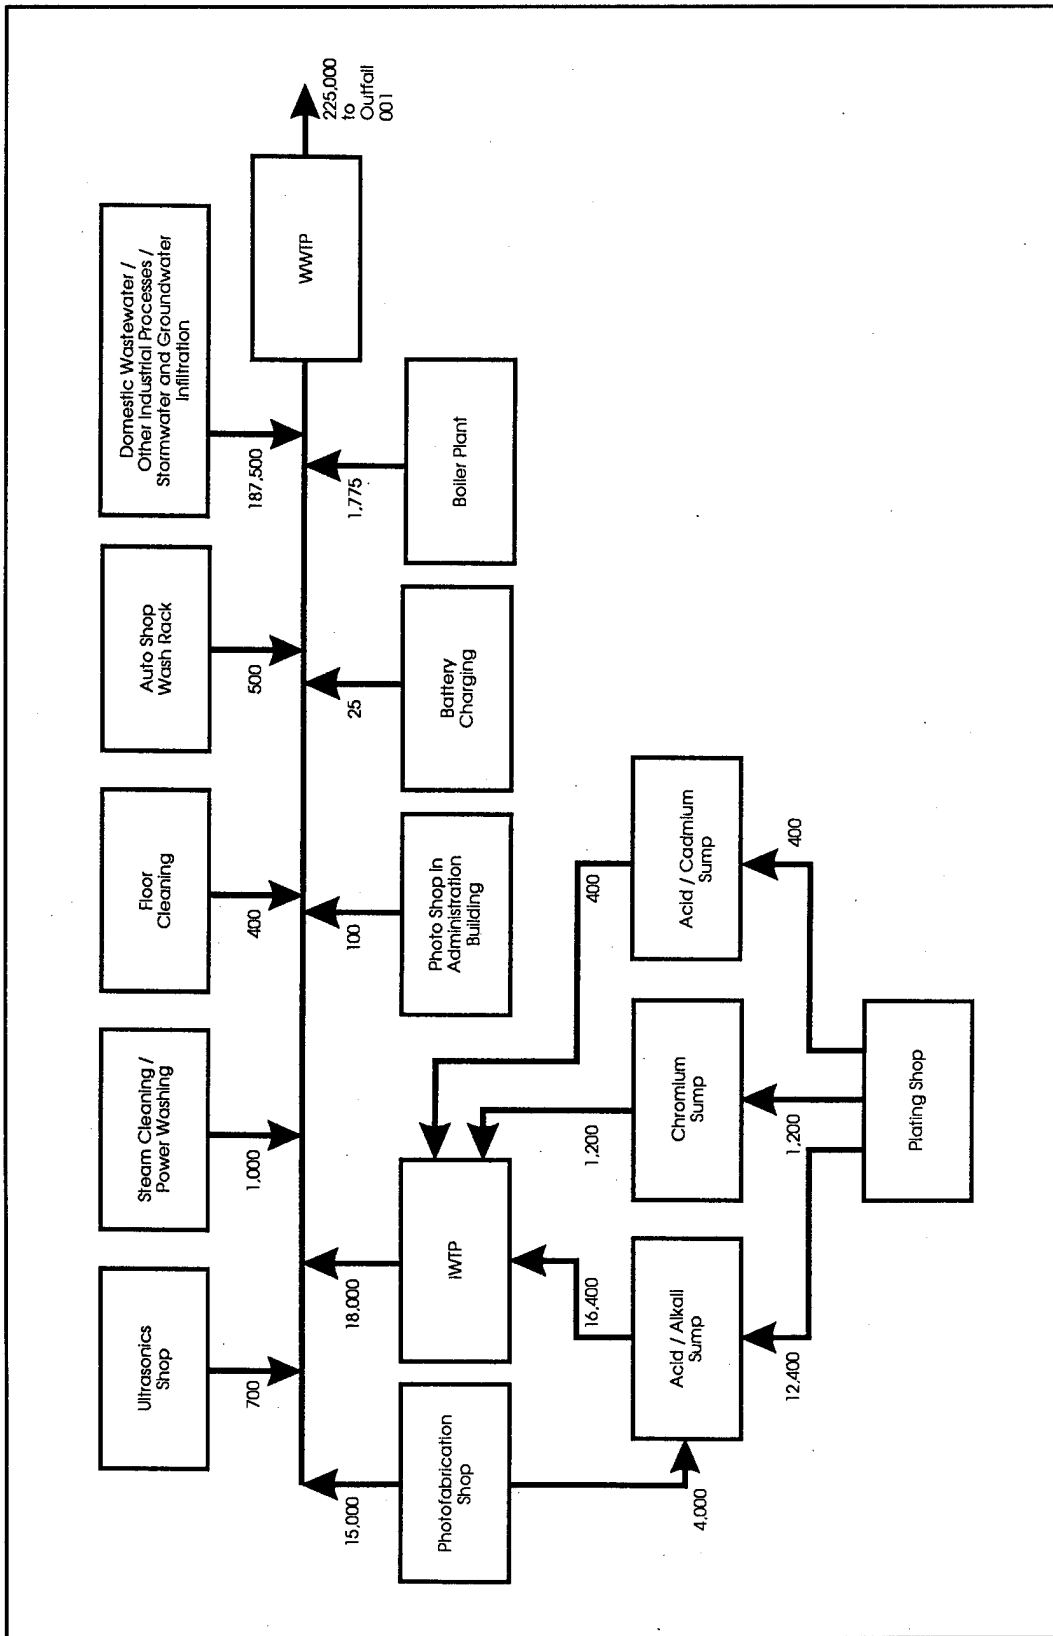 Ultrasonics
Shop
700
Steam Cleaning /
Power Washing
1,000
Floor
Cleaning
400
Auto Shop
Wash Rack
500
Domestic Wastewater /
Other Industrial Processes /
Stormwater and Groundwater
Infiltration
187,500
WWTP
225,000
to
Outfall
001
15,000
Photofabrication
Shop
4,000
18,000
IWTP
100
Photo Shop in
Administration
Building
25
Battery
Charging
1,775
Boiler Plant
16,400
Acid / Alkali
Sump
12,400
1,200
Chromium
Sump
1,200
400
Acid / Cadmium
Sump
400
Plating Shop